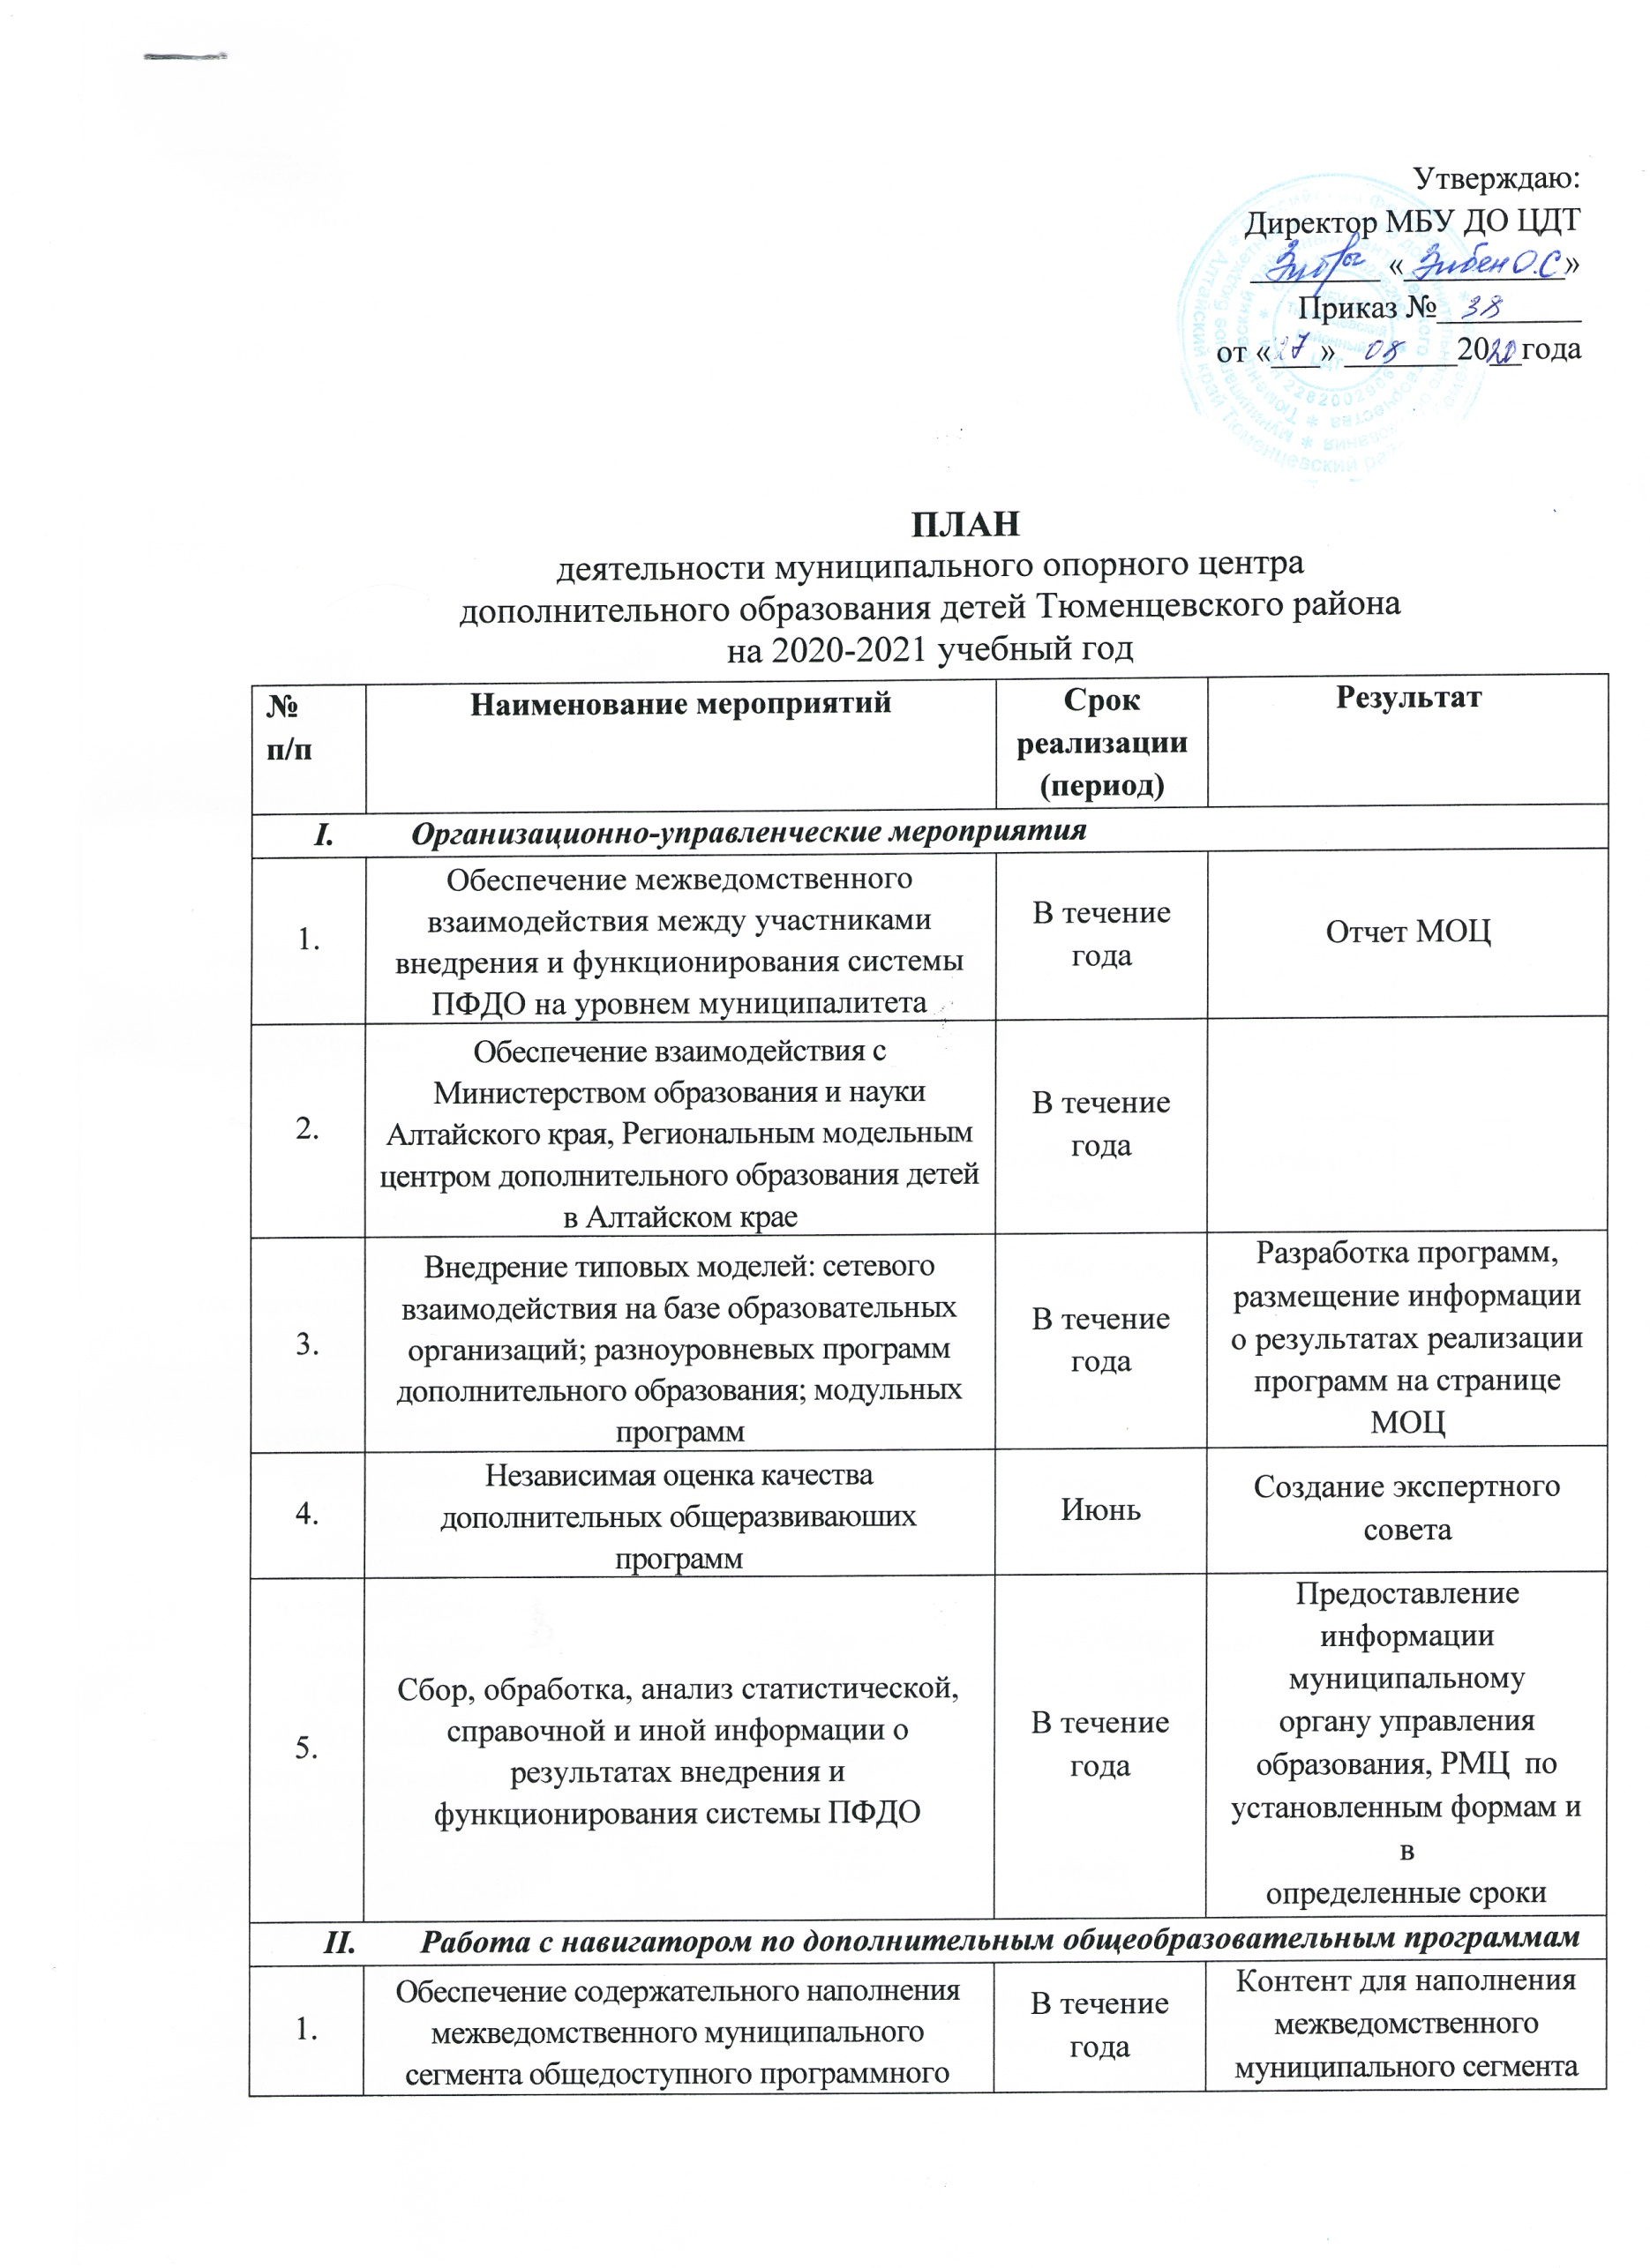 Утверждаю:
Директор МБУ ДО ЦДТ
«Зибен О.С»
Приказ № 38
от «27» 08 2020 года
ПЛАН
деятельности муниципального опорного центра
дополнительного образования детей Тюменцевского района
на 2020-2021 учебный год
№
п/п
Наименование мероприятий
Срок
реализации
(период)
Результат
I. Организационно-управленческие мероприятия
1.
Обеспечение межведомственного
взаимодействия между участниками
внедрения и функционирования системы
ПФДО на уровнем муниципалитета
В течение
года
Отчет МОЦ
2.
Обеспечение взаимодействия с
Министерством образования и науки
Алтайского края, Региональным модельным
центром дополнительного образования детей
в Алтайском крае
В течение
года
3.
Внедрение типовых моделей: сетевого
взаимодействия на базе образовательных
организаций; разноуровневых программ
дополнительного образования; модульных
программ
В течение
года
Разработка программ,
размещение информации
о результатах реализации
программ на странице
МОЦ
4.
Независимая оценка качества
дополнительных общеразвиваюших
программ
Июнь
Создание экспертного
совета
5.
Сбор, обработка, анализ статистической,
справочной и иной информации о
результатах внедрения и
функционирования системы ПФДО
В течение
года
Предоставление
информации
муниципальному
органу управления
образования, РМЦ по
установленным формам и
в
определенные сроки
II. Работа с навигатором по дополнительным общеобразовательным программам
1.
Обеспечение содержательного наполнения
межведомственного муниципального
сегмента общедоступного программного
В течение
года
Контент для наполнения
межведомственного
муниципального сегмента